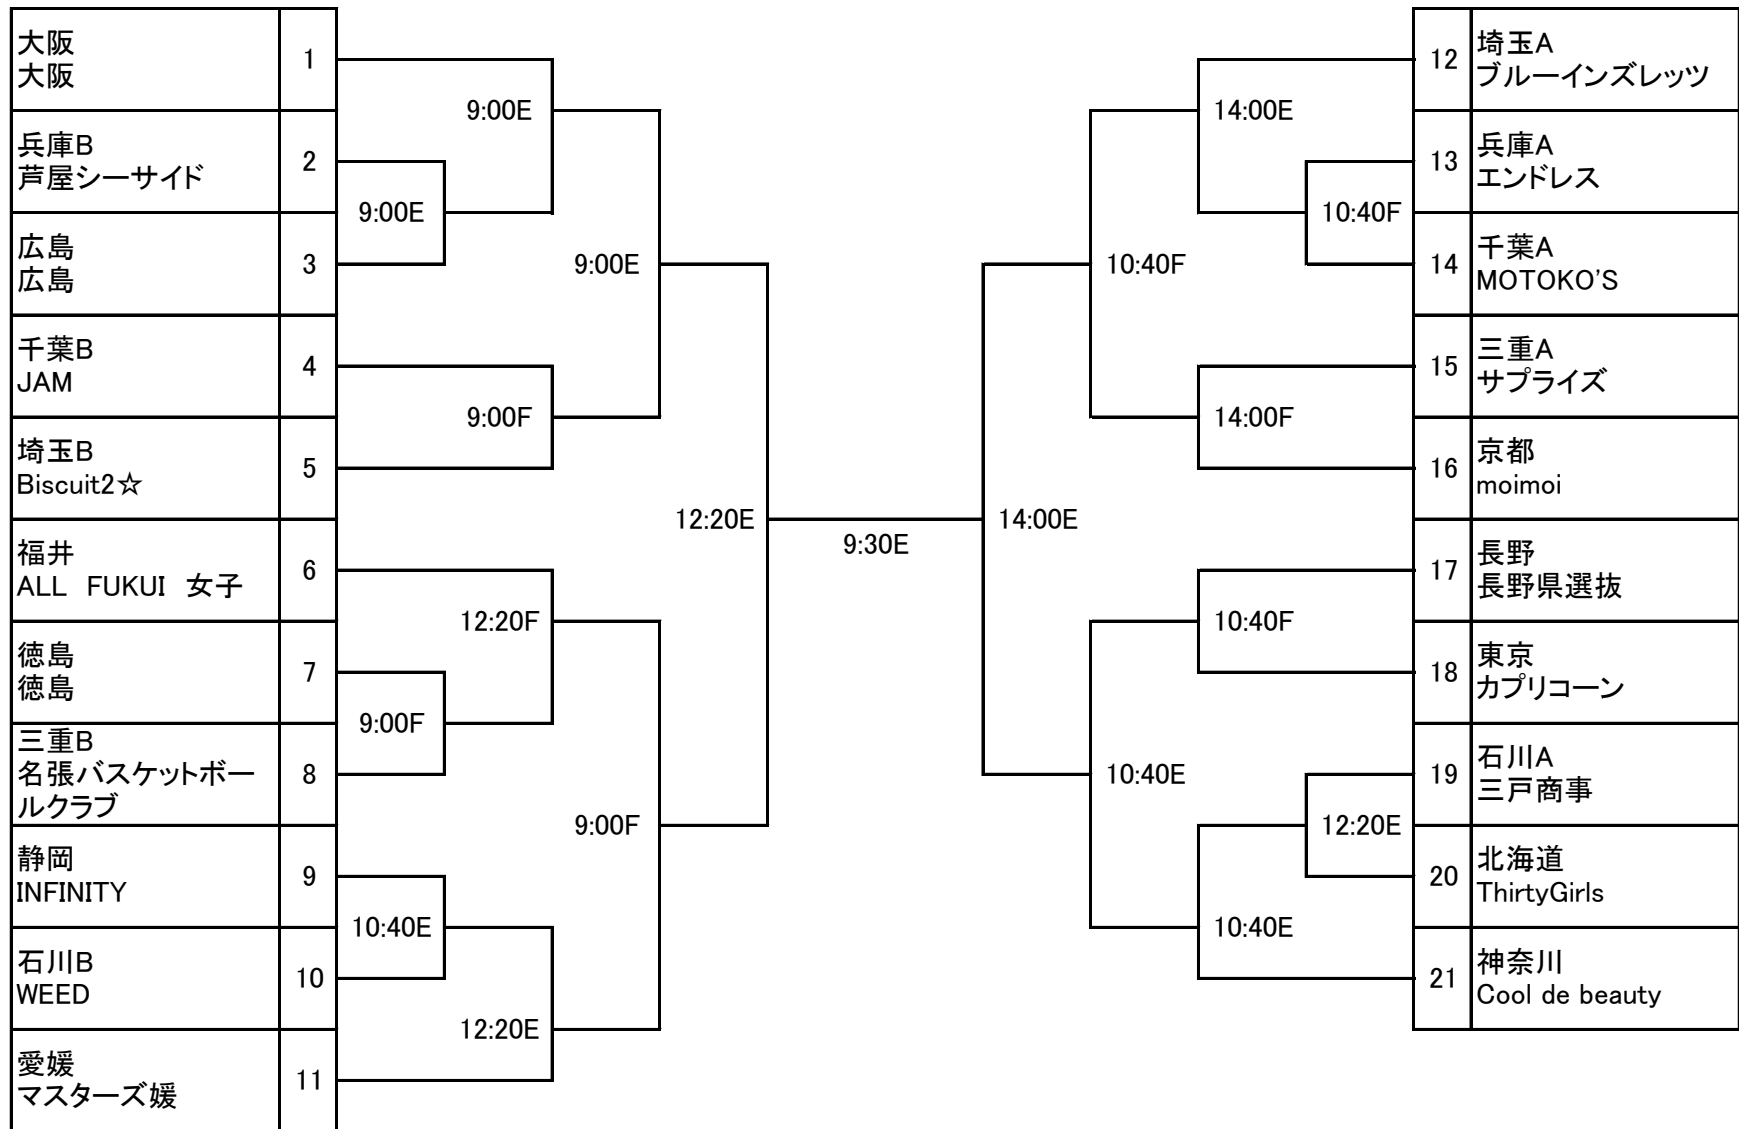 大阪
大阪
1
兵庫B
芦屋シーサイド
2
広島
広島
3
千葉B
JAM
4
埼玉B
Biscuit2☆
5
福井
ALL　FUKUI　女子
6
徳島
徳島
7
三重B
名張バスケットボー
ルクラブ
8
静岡
INFINITY
9
石川B
WEED
10
愛媛
マスターズ媛
11
9:00E
9:00E
9:00E
9:00F
12:20E
12:20F
9:00F
9:00F
10:40E
12:20E
9:30E
14:00E
10:40F
10:40F
14:00F
14:00E
10:40F
10:40E
12:20E
10:40E
12
埼玉A
ブルーインズレッツ
13
兵庫A
エンドレス
14
千葉A
MOTOKO'S
15
三重A
サプライズ
16
京都
moimoi
17
長野
長野県選抜
18
東京
カプリコーン
19
石川A
三戸商事
20
北海道
ThirtyGirls
21
神奈川
Cool de beauty